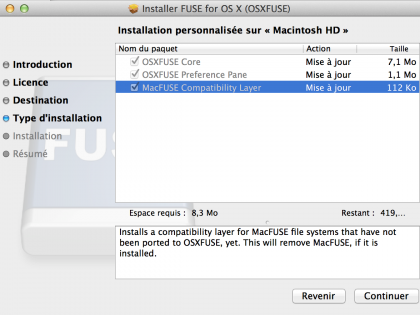 Installer FUSE for OS X (OSXFUSE)
Installation personnalisée sur « Macintosh HD »
Nom du paquet Action Taille
OSXFUSE Core Mise à jour 7,1 Mo
OSXFUSE Preference Pane Mise à jour 1,1 Mo
MacFUSE Compatibility Layer Mise à jour 112 Ko
Introduction
Licence
Destination
Type d'installation
Installation
Résumé
FUS
Espace requis : 8,3 Mo Restant : 419,...
Installs a compatibility layer for MacFUSE file systems that have not
been ported to OSXFUSE, yet. This will remove MacFUSE, if it is
installed.
Revenir Continuer